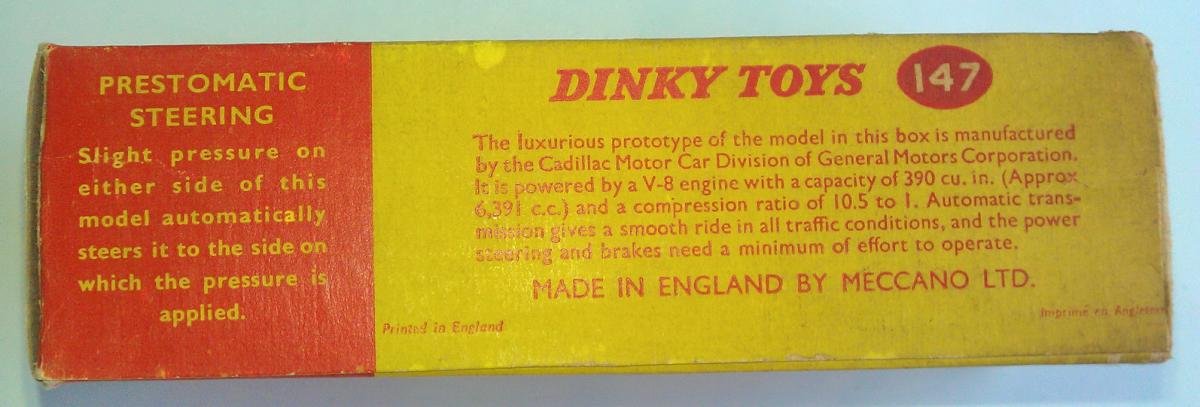 PRESTOMATIC
STEERING
Slight pressure on
either side of this
model automatically
steers it to the side on
which the pressure is
applied.
DINKY TOYS 147
The luxurious prototype of the model in this box is manufactured
by the Cadillac Motor Car Division of General Motors Corporation.
It is powered by a V-8 engine with a capacity of 390 cu. in. (Approx
6,391 c.c.) and a compression ratio of 10.5 to 1. Automatic trans-
mission gives a smooth ride in all traffic conditions, and the power
steering and brakes need a minimum of effort to operate.
MADE IN ENGLAND BY MECCANO LTD.
Printed in England
Imprimé en